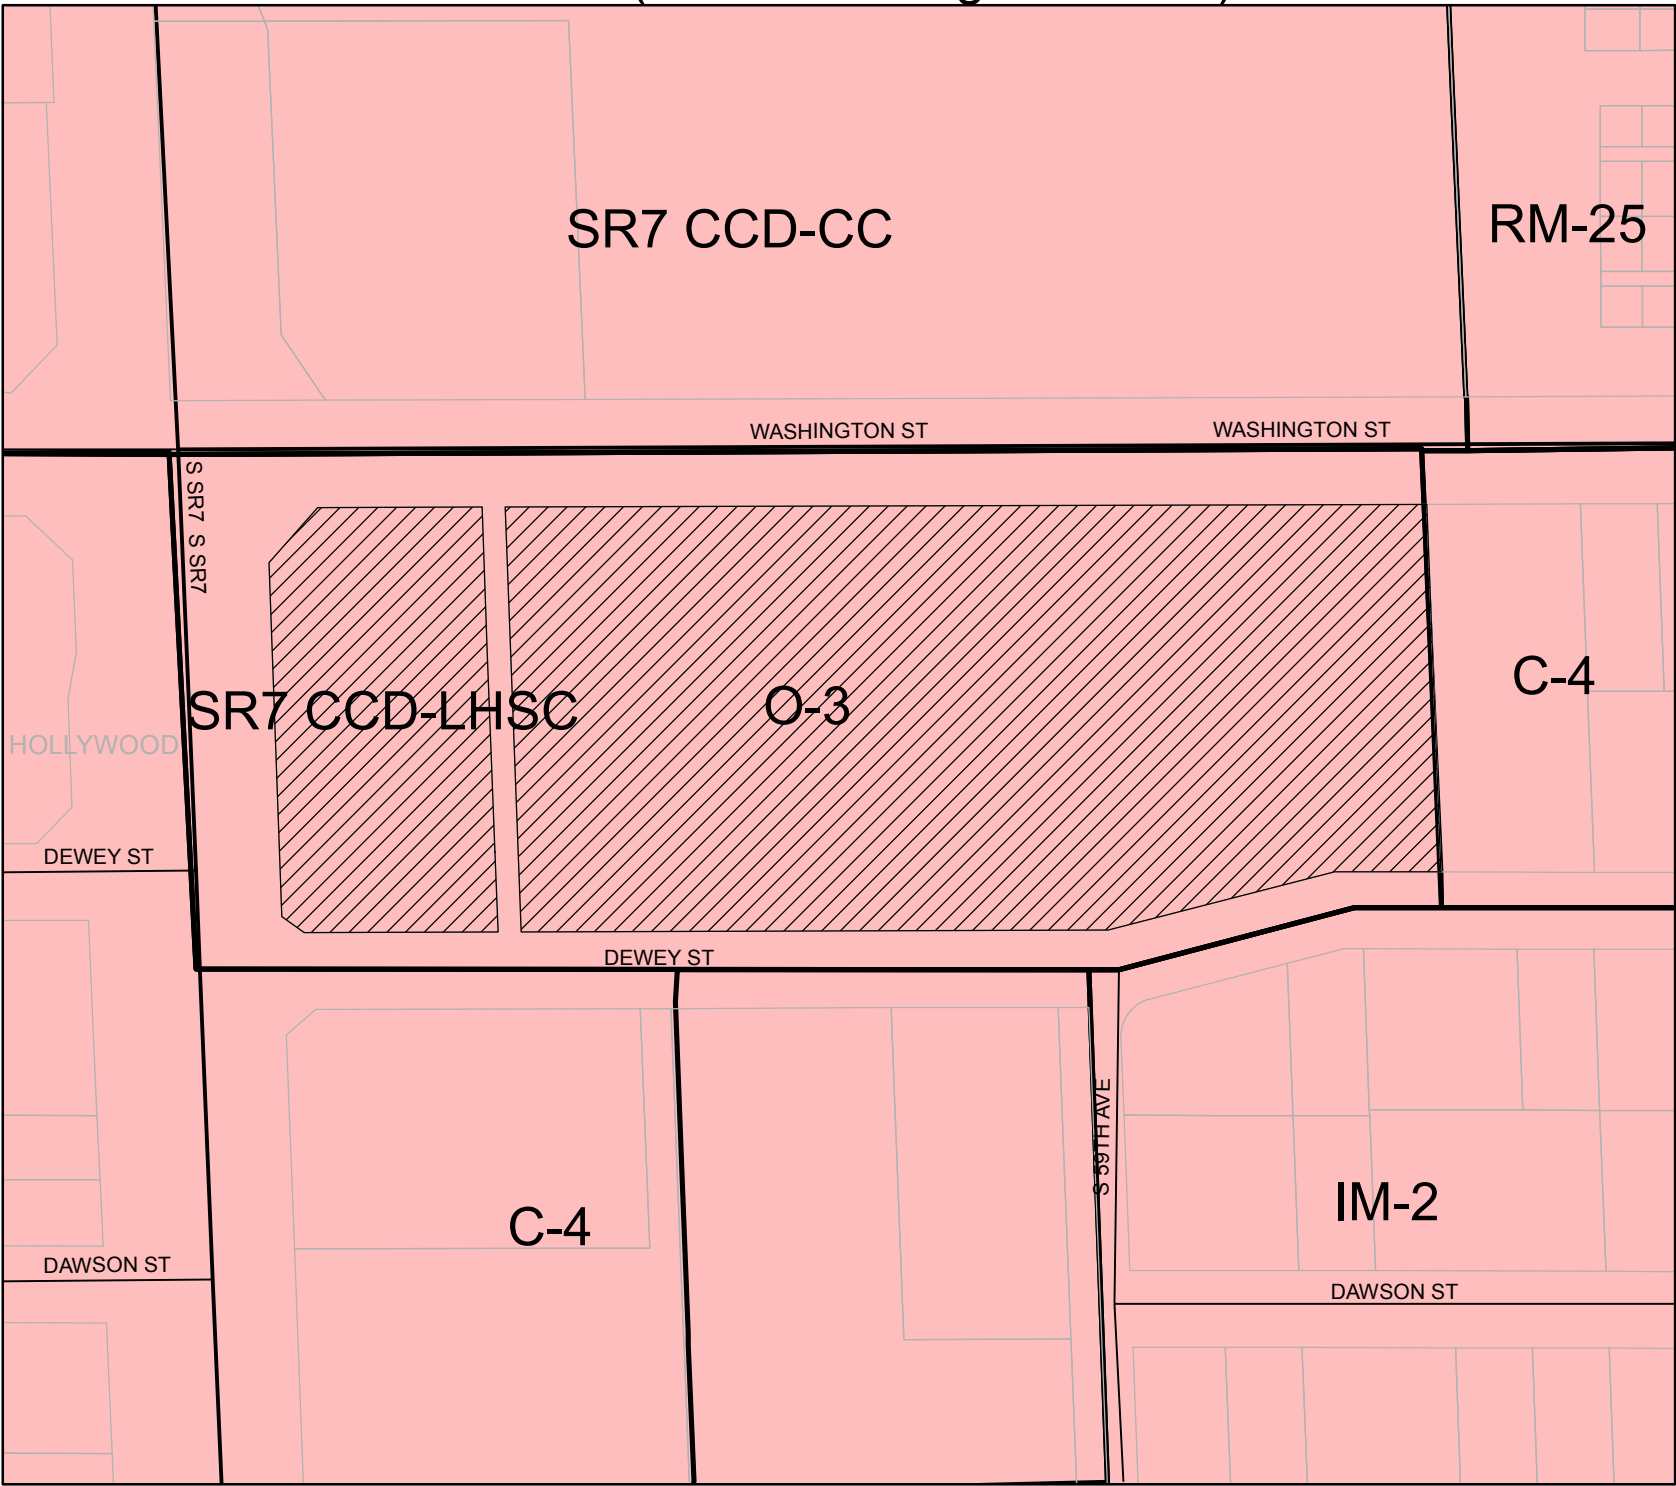 SR7 CCD-CC
RM-25
WASHINGTON ST
WASHINGTON ST
S SR7
S SR7
SR7 CCD-LHSC
O-3
C-4
HOLLYWOOD
DEWEY ST
DEWEY ST
S 59TH AVE
C-4
IM-2
DAWSON ST
DAWSON ST